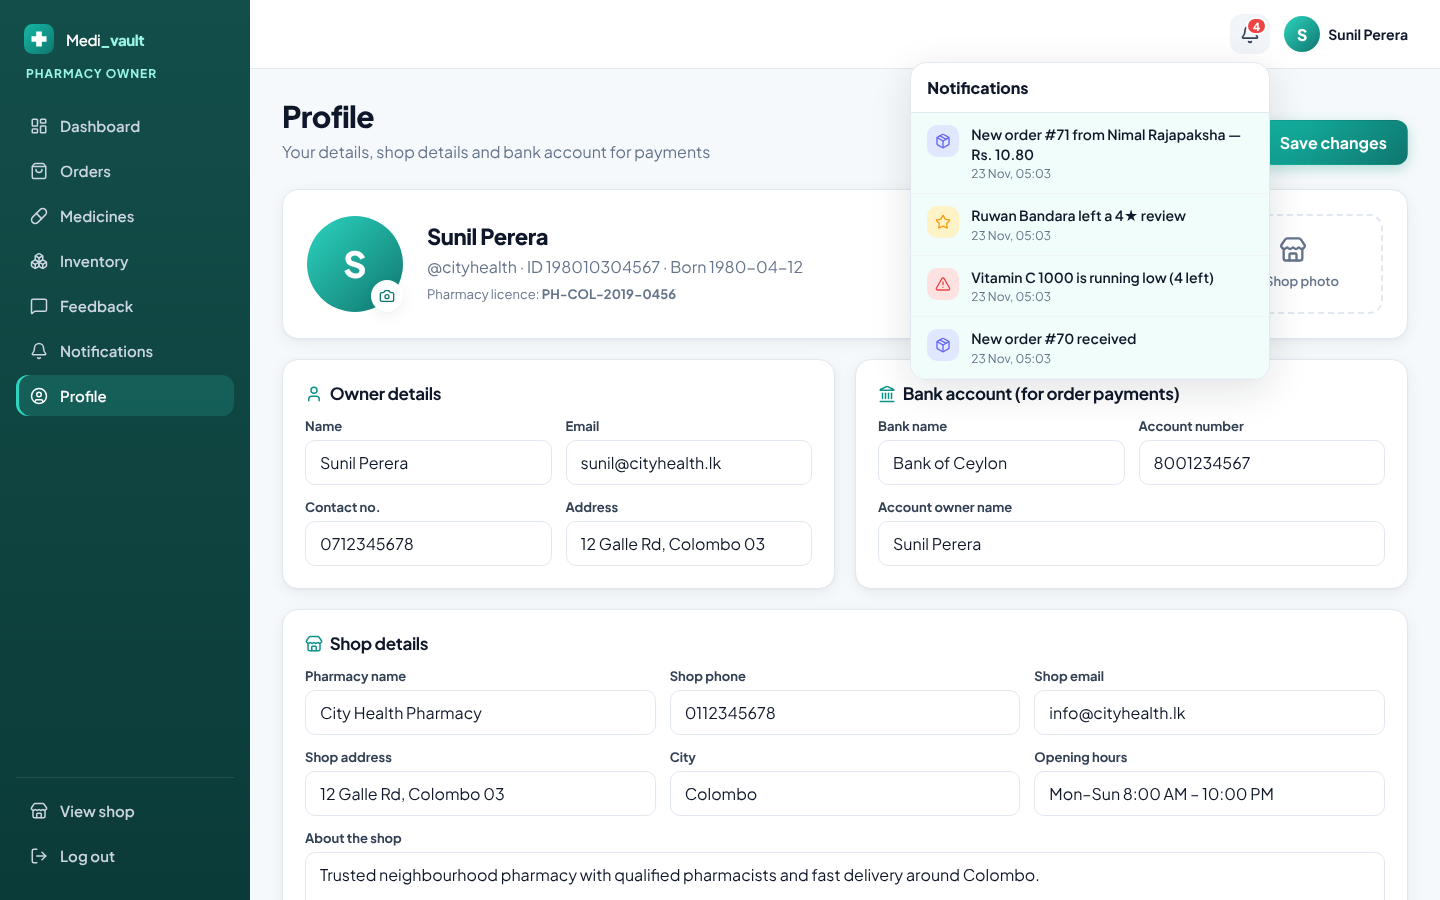 Medi_vault
PHARMACY OWNER
Dashboard
Orders
Medicines
Inventory
Feedback
Notifications
Profile
View shop
Log out
4
S
Sunil Perera
Notifications
New order #71 from Nimal Rajapaksha —
Rs. 10.80
23 Nov, 05:03
Ruwan Bandara left a 4★ review
23 Nov, 05:03
Vitamin C 1000 is running low (4 left)
23 Nov, 05:03
New order #70 received
23 Nov, 05:03
Profile
Your details, shop details and bank account for payments
Save changes
S
Sunil Perera
@cityhealth · ID 198010304567 · Born 1980-04-12
Pharmacy licence: PH-COL-2019-0456
Shop photo
Owner details
Name
Email
Sunil Perera
sunil@cityhealth.lk
Contact no.
Address
0712345678
12 Galle Rd, Colombo 03
Bank account (for order payments)
Bank name
Account number
Bank of Ceylon
8001234567
Account owner name
Sunil Perera
Shop details
Pharmacy name
Shop phone
Shop email
City Health Pharmacy
0112345678
info@cityhealth.lk
Shop address
City
Opening hours
12 Galle Rd, Colombo 03
Colombo
Mon–Sun 8:00 AM – 10:00 PM
About the shop
Trusted neighbourhood pharmacy with qualified pharmacists and fast delivery around Colombo.